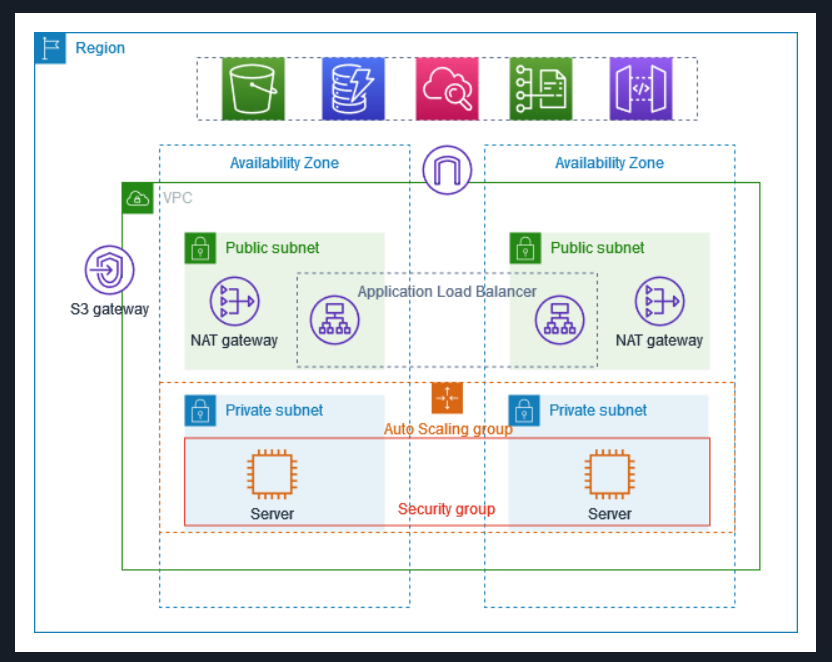 Region
Availability Zone
Availability Zone
VPC
Public subnet
Public subnet
Application Load Balancer
S3 gateway
NAT gateway
NAT gateway
Private subnet
Private subnet
Auto Scaling group
Security group
Server
Server